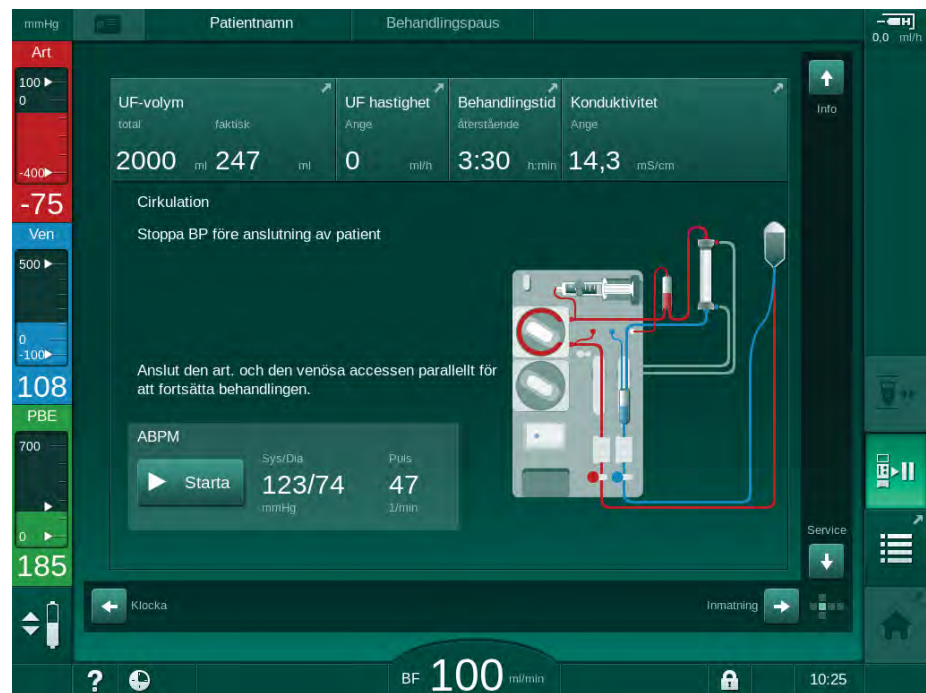 mmHg
Patientnamn
Behandlingspaus
0,0 ml/h
Art
100
0
-400
-75
Ven
500
0
-100
108
PBE
700
0
185
UF-volym
total
faktisk
2000 ml 247 ml
UF hastighet
Ange
0 ml/h
Behandlingstid
återstående
3:30 h:min
Konduktivitet
Ange
14,3 mS/cm
Info
Cirkulation
Stoppa BP före anslutning av patient
Anslut den art. och den venösa accessen parallellt för
att fortsätta behandlingen.
ABPM
Starta
Sys/Dia
123/74
mmHg
Puls
47
1/min
Service
Klocka
Inmatning
?
BF 100 ml/min
10:25